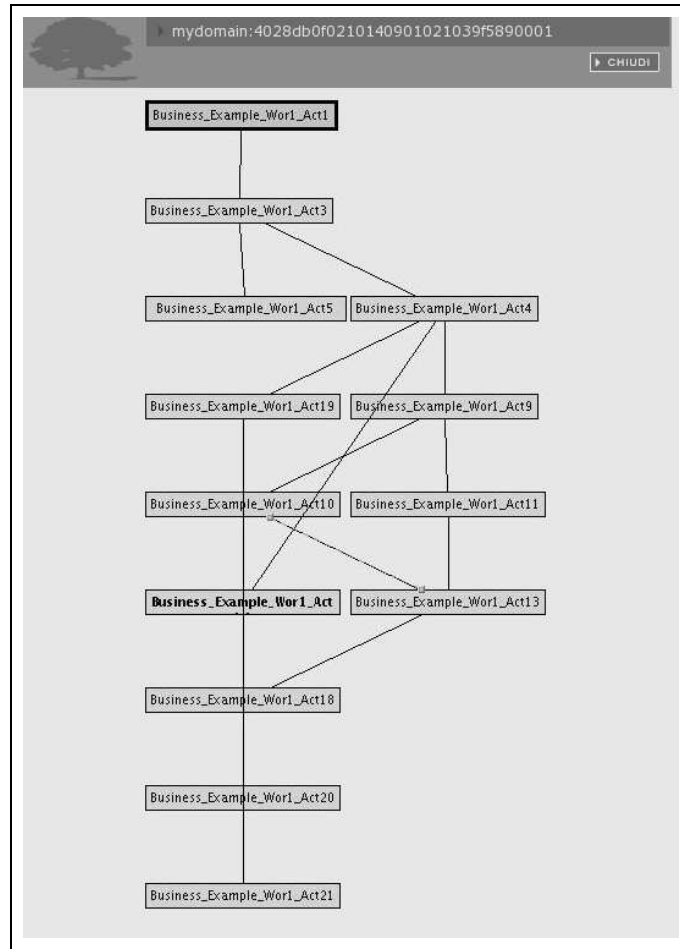 mydomain:4028db0f0210140901021039f5890001
CHIUDI
Business_Example_Wor1_Act1
Business_Example_Wor1_Act3
Business_Example_Wor1_Act5
Business_Example_Wor1_Act4
Business_Example_Wor1_Act19
Business_Example_Wor1_Act9
Business_Example_Wor1_Act10
Business_Example_Wor1_Act11
Business_Example_Wor1_Act
Business_Example_Wor1_Act13
Business_Example_Wor1_Act18
Business_Example_Wor1_Act20
Business_Example_Wor1_Act21